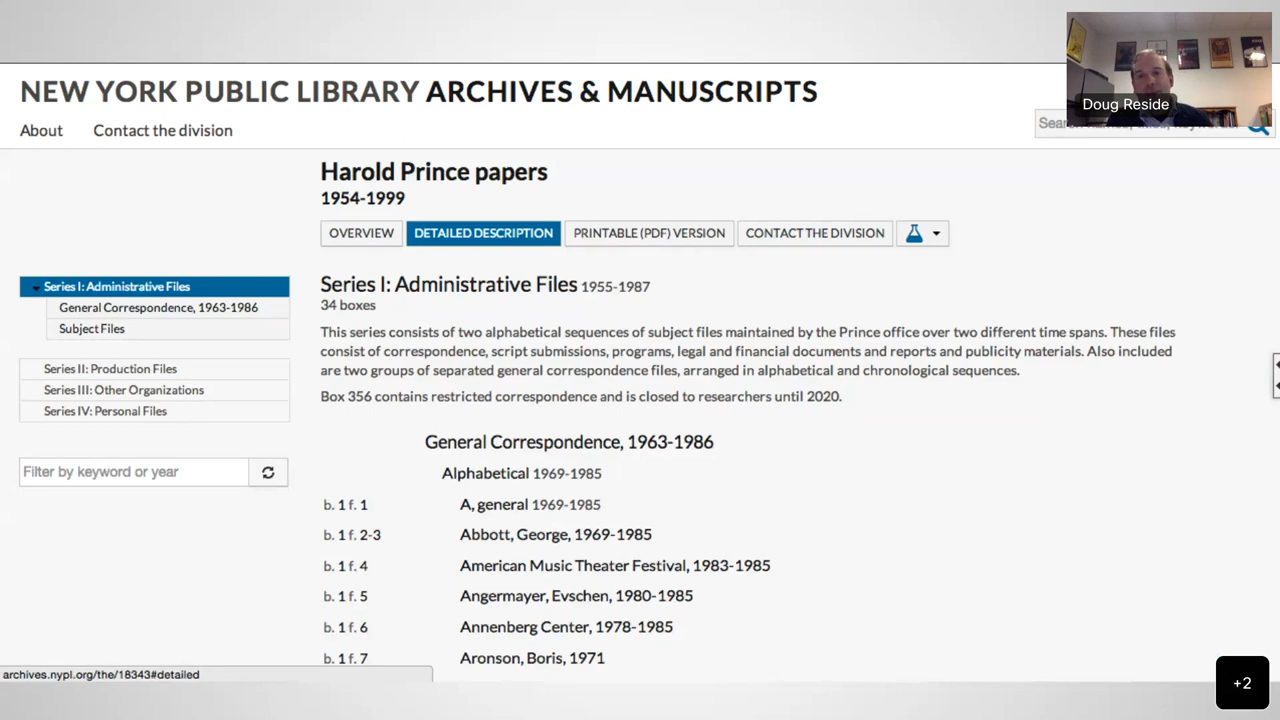 NEW YORK PUBLIC LIBRARY ARCHIVES & MANUSCRIPTS
Doug Reside
About Contact the division
Harold Prince papers
1954-1999
OVERVIEW DETAILED DESCRIPTION PRINTABLE (PDF) VERSION CONTACT THE DIVISION
Series I: Administrative Files
General Correspondence, 1963-1986
Subject Files
Series II: Production Files
Series III: Other Organizations
Series IV: Personal Files
Filter by keyword or year
Series I: Administrative Files 1955-1987
34 boxes
This series consists of two alphabetical sequences of subject files maintained by the Prince office over two different time spans. These files
consist of correspondence, script submissions, programs, legal and financial documents and reports and publicity materials. Also included
are two groups of separated general correspondence files, arranged in alphabetical and chronological sequences.
Box 356 contains restricted correspondence and is closed to researchers until 2020.
General Correspondence, 1963-1986
Alphabetical 1969-1985
b. 1 f. 1 A, general 1969-1985
b. 1 f. 2-3 Abbott, George, 1969-1985
b. 1 f. 4 American Music Theater Festival, 1983-1985
b. 1 f. 5 Angermayer, Evschen, 1980-1985
b. 1 f. 6 Annenberg Center, 1978-1985
b. 1 f. 7 Aronson, Boris, 1971
archives.nypl.org/the/18343#detailed
+2